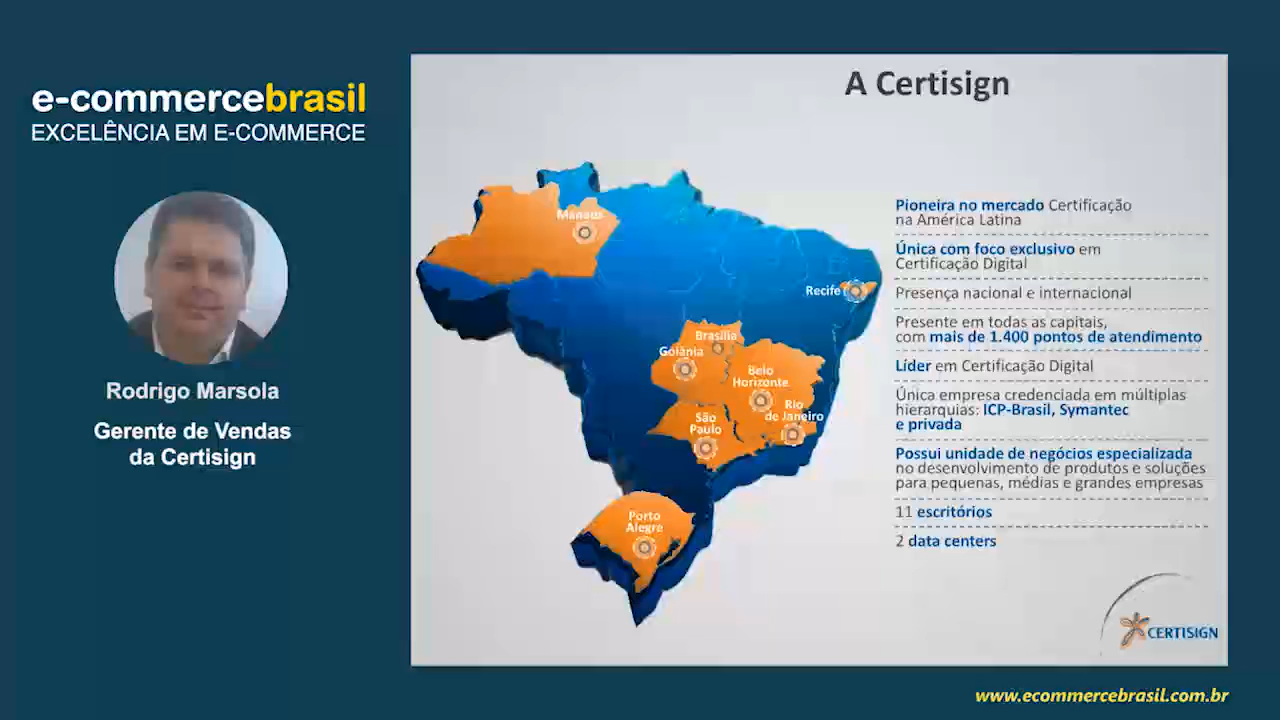 e-commercebrasil
EXCELÊNCIA EM E-COMMERCE
Rodrigo Marsola
Gerente de Vendas
da Certisign
A Certisign
Manaus
Recife
Brasília
Goiânia
Belo
Horizonte
Rio
de Janeiro
São
Paulo
Porto
Alegre
Pioneira no mercado Certificação
na América Latina
Única com foco exclusivo em
Certificação Digital
Presença nacional e internacional
Presente em todas as capitais,
com mais de 1.400 pontos de atendimento
Líder em Certificação Digital
Única empresa credenciada em múltiplas
hierarquias: ICP-Brasil, Symantec
e privada
Possui unidade de negócios especializada
no desenvolvimento de produtos e soluções
para pequenas, médias e grandes empresas
11 escritórios
2 data centers
CERTISIGN
www.ecommercebrasil.com.br